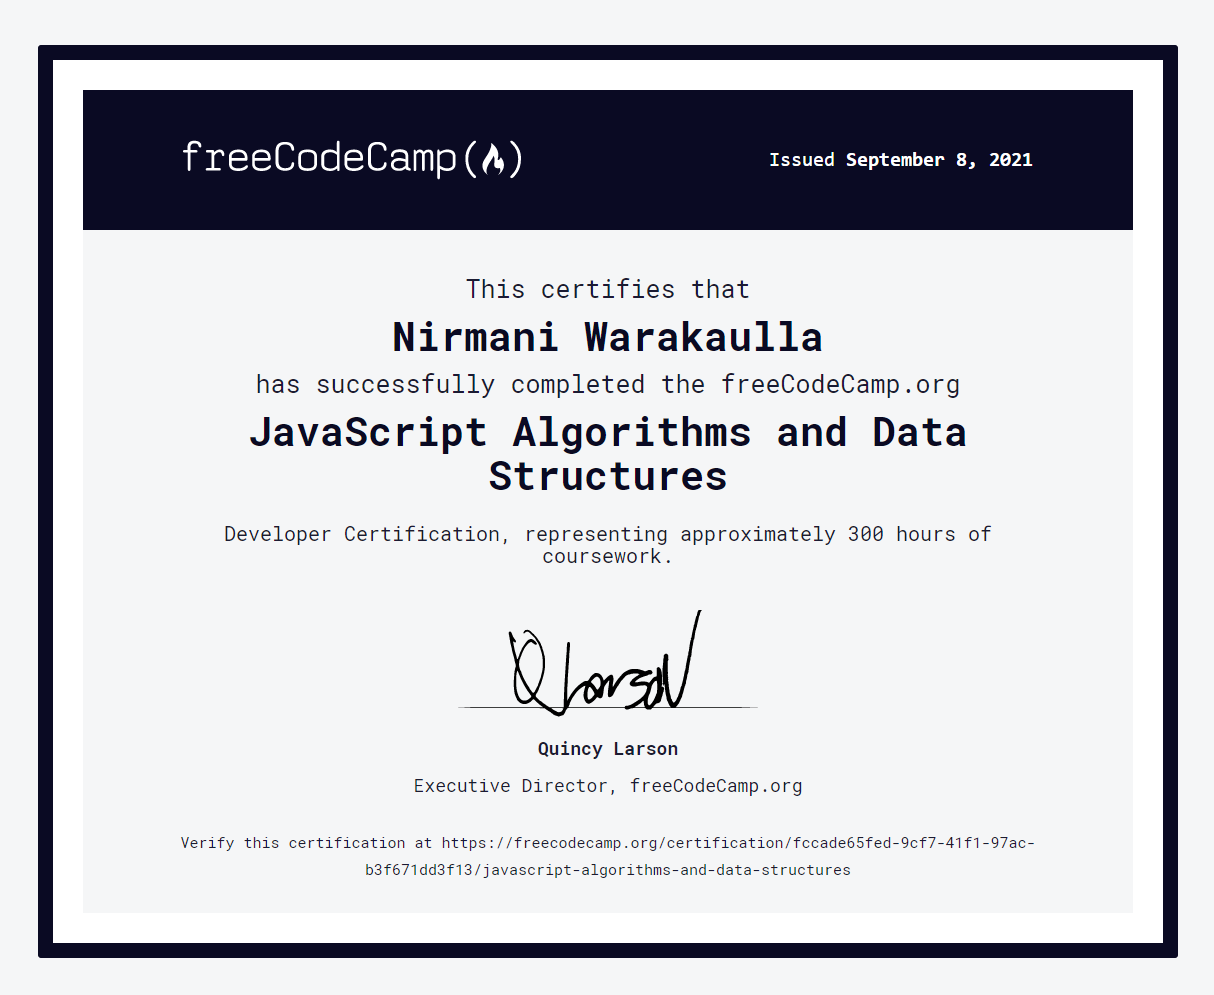 freeCodeCamp
Issued September 8, 2021
This certifies that
Nirmani Warakaulla
has successfully completed the freeCodeCamp.org
JavaScript Algorithms and Data
Structures
Developer Certification, representing approximately 300 hours of
coursework.
Q Larson
Quincy Larson
Executive Director, freeCodeCamp.org
Verify this certification at https://freecodecamp.org/certification/fccade65fed-9cf7-41f1-97ac-
b3f671dd3f13/javascript-algorithms-and-data-structures